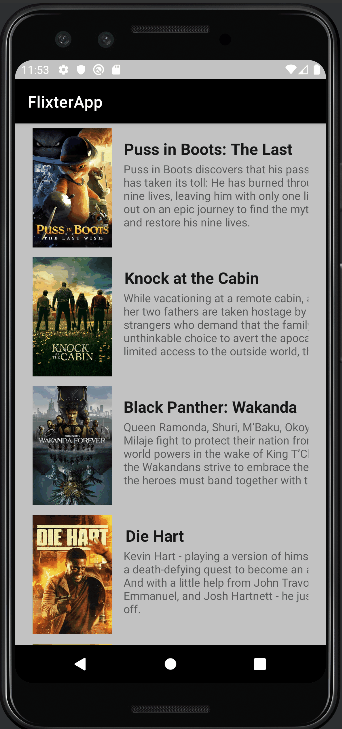 11:53
FlixterApp
PUSS IN BOOTS
THE LAST WISH
Puss in Boots: The Last
Puss in Boots discovers that his pass
has taken its toll: He has burned throu
nine lives, leaving him with only one li
out on an epic journey to find the myt
and restore his nine lives.
KNOCK
AT THE
CABIN
Knock at the Cabin
While vacationing at a remote cabin, a
her two fathers are taken hostage by
strangers who demand that the famil
unthinkable choice to avert the apoca
limited access to the outside world, th
WAKANDA FOREVER
Black Panther: Wakanda
Queen Ramonda, Shuri, M'Baku, Okoy
Milaje fight to protect their nation fron
world powers in the wake of King T'Ch
the Wakandans strive to embrace the
the heroes must band together with t
DIE HART
Die Hart
Kevin Hart - playing a version of hims
a death-defying quest to become an a
And with a little help from John Travo
Emmanuel, and Josh Hartnett - he jus
off.